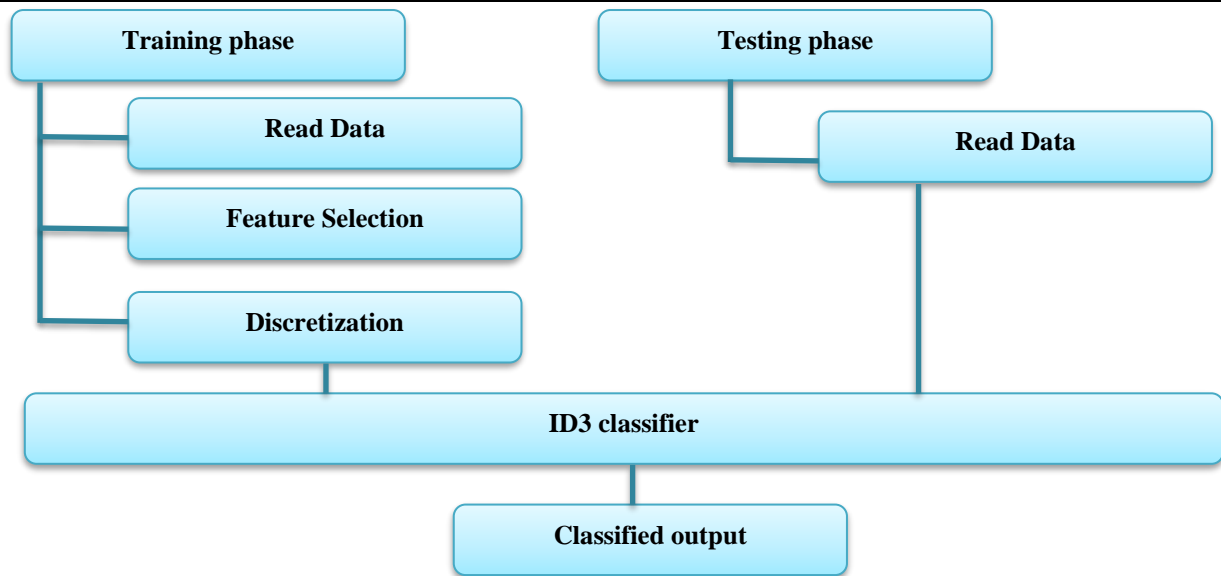 Training phase
Testing phase
Read Data
Read Data
Feature Selection
Discretization
ID3 classifier
Classified output